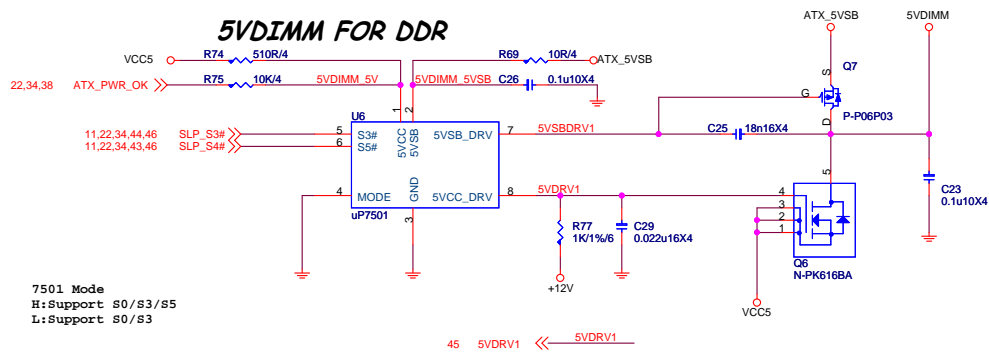 5VDIMM FOR DDR
ATX_5VSB
5VDIMM
VCC5
R74
510R/4
R69
10R/4
ATX_5VSB
Q7
22,34,38
ATX_PWR_OK
R75
10K/4
5VDIMM_5V
5VDIMM_5VSB
C26
0.1u10X4
S
G
D
P-P06P03
1
2
U6
11,22,34,44,46
SLP_S3#
5
S3#
5VCC
5VSB
5VSB_DRV
7
5VSBDRV1
C25
18n16X4
11,22,34,43,46
SLP_S4#
6
S5#
5
C23
0.1u10X4
4
MODE
GND
5VCC_DRV
8
5VDRV1
4
3
2
1
uP7501
3
R77
1K/1%/6
C29
0.022u16X4
Q6
N-PK616BA
+12V
VCC5
7501 Mode
H:Support S0/S3/S5
L:Support S0/S3
45
5VDRV1
5VDRV1